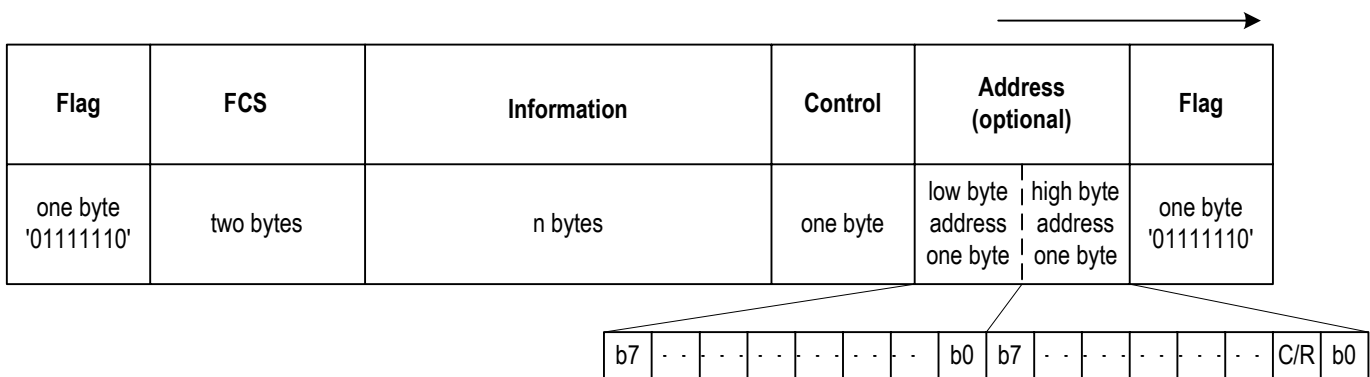 Flag FCS Information Control Address (optional) Flag
one byte '01111110'
two bytes
n bytes
one byte
low byte address one byte
high byte address one byte
one byte '01111110'
b7 b0 b7 C/R b0